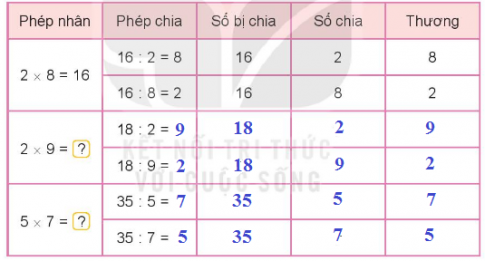 Phép nhân Phép chia Số bị chia Số chia Thương
2 × 8 = 16
16 : 2 = 8 16 2 8
16 : 8 = 2 16 8 2
2 × 9 = ?
18 : 2 = 9 18 2 9
18 : 9 = 2 18 9 2
5 × 7 = ?
35 : 5 = 7 35 5 7
35 : 7 = 5 35 7 5
KẾT NỐI TRI THỨC
VỚI CUỘC SỐNG